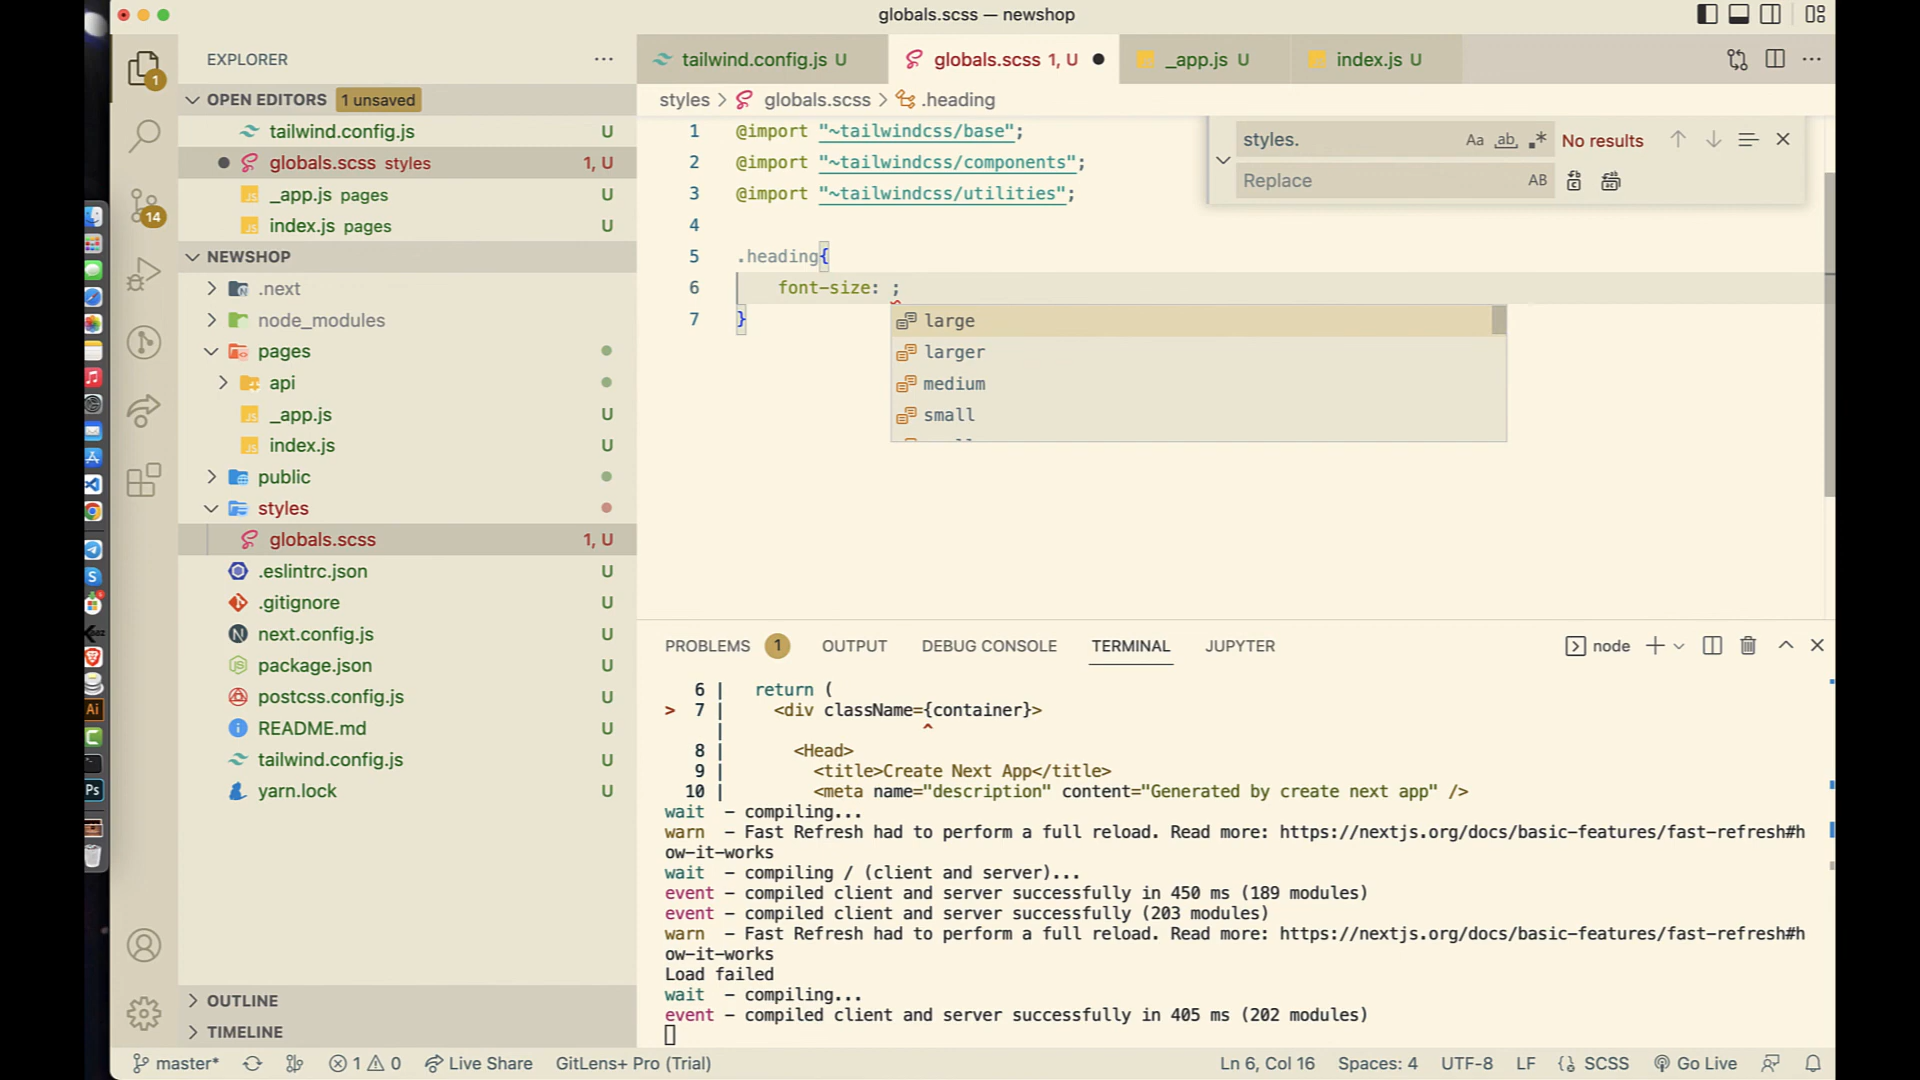 globals.scss — newshop
EXPLORER
OPEN EDITORS 1 unsaved
tailwind.config.js U
globals.scss styles 1, U
_app.js pages U
index.js pages U
NEWSHOP
.next
node_modules
pages
api
_app.js U
index.js U
public
styles
globals.scss 1, U
.eslintrc.json U
.gitignore U
next.config.js U
package.json U
postcss.config.js U
README.md U
tailwind.config.js U
yarn.lock U
OUTLINE
TIMELINE
1
14
tailwind.config.js U
globals.scss 1, U
_app.js U
index.js U
styles > globals.scss > .heading
1 @import "~tailwindcss/base";
2 @import "~tailwindcss/components";
3 @import "~tailwindcss/utilities";
4
5 .heading{
6 font-size: ;
7 }
styles. Aa ab No results
Replace AB
large
larger
medium
small
PROBLEMS 1 OUTPUT DEBUG CONSOLE TERMINAL JUPYTER node
6 | return (
> 7 | <div className={container}>
| ^
8 | <Head>
9 | <title>Create Next App</title>
10 | <meta name="description" content="Generated by create next app" />
wait - compiling...
warn - Fast Refresh had to perform a full reload. Read more: https://nextjs.org/docs/basic-features/fast-refresh#h
ow-it-works
wait - compiling / (client and server)...
event - compiled client and server successfully in 450 ms (189 modules)
event - compiled client and server successfully (203 modules)
warn - Fast Refresh had to perform a full reload. Read more: https://nextjs.org/docs/basic-features/fast-refresh#h
ow-it-works
Load failed
wait - compiling...
event - compiled client and server successfully in 405 ms (202 modules)
master* 1 0 Live Share GitLens+ Pro (Trial) Ln 6, Col 16 Spaces: 4 UTF-8 LF {} SCSS Go Live
Ai
Ps